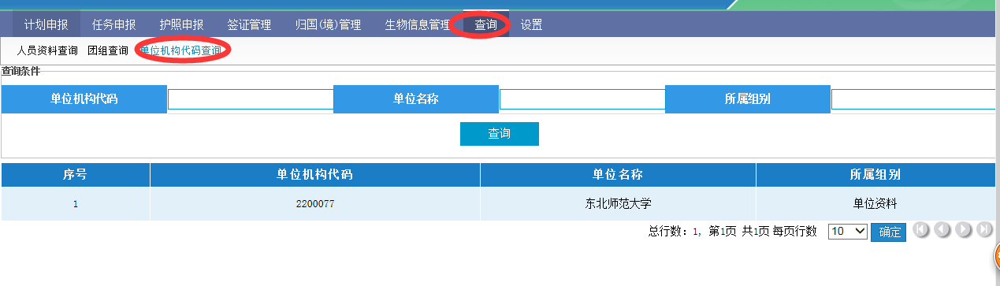 计划申报 任务申报 护照申报 签证管理 归国(境)管理 生物信息管理 查询 设置
人员资料查询 团组查询 单位机构代码查询
查询条件
单位机构代码 单位名称 所属组别
查询
序号 单位机构代码 单位名称 所属组别
1 2200077 东北师范大学 单位资料
总行数：1, 第1页 共1页 每页行数 10 确定